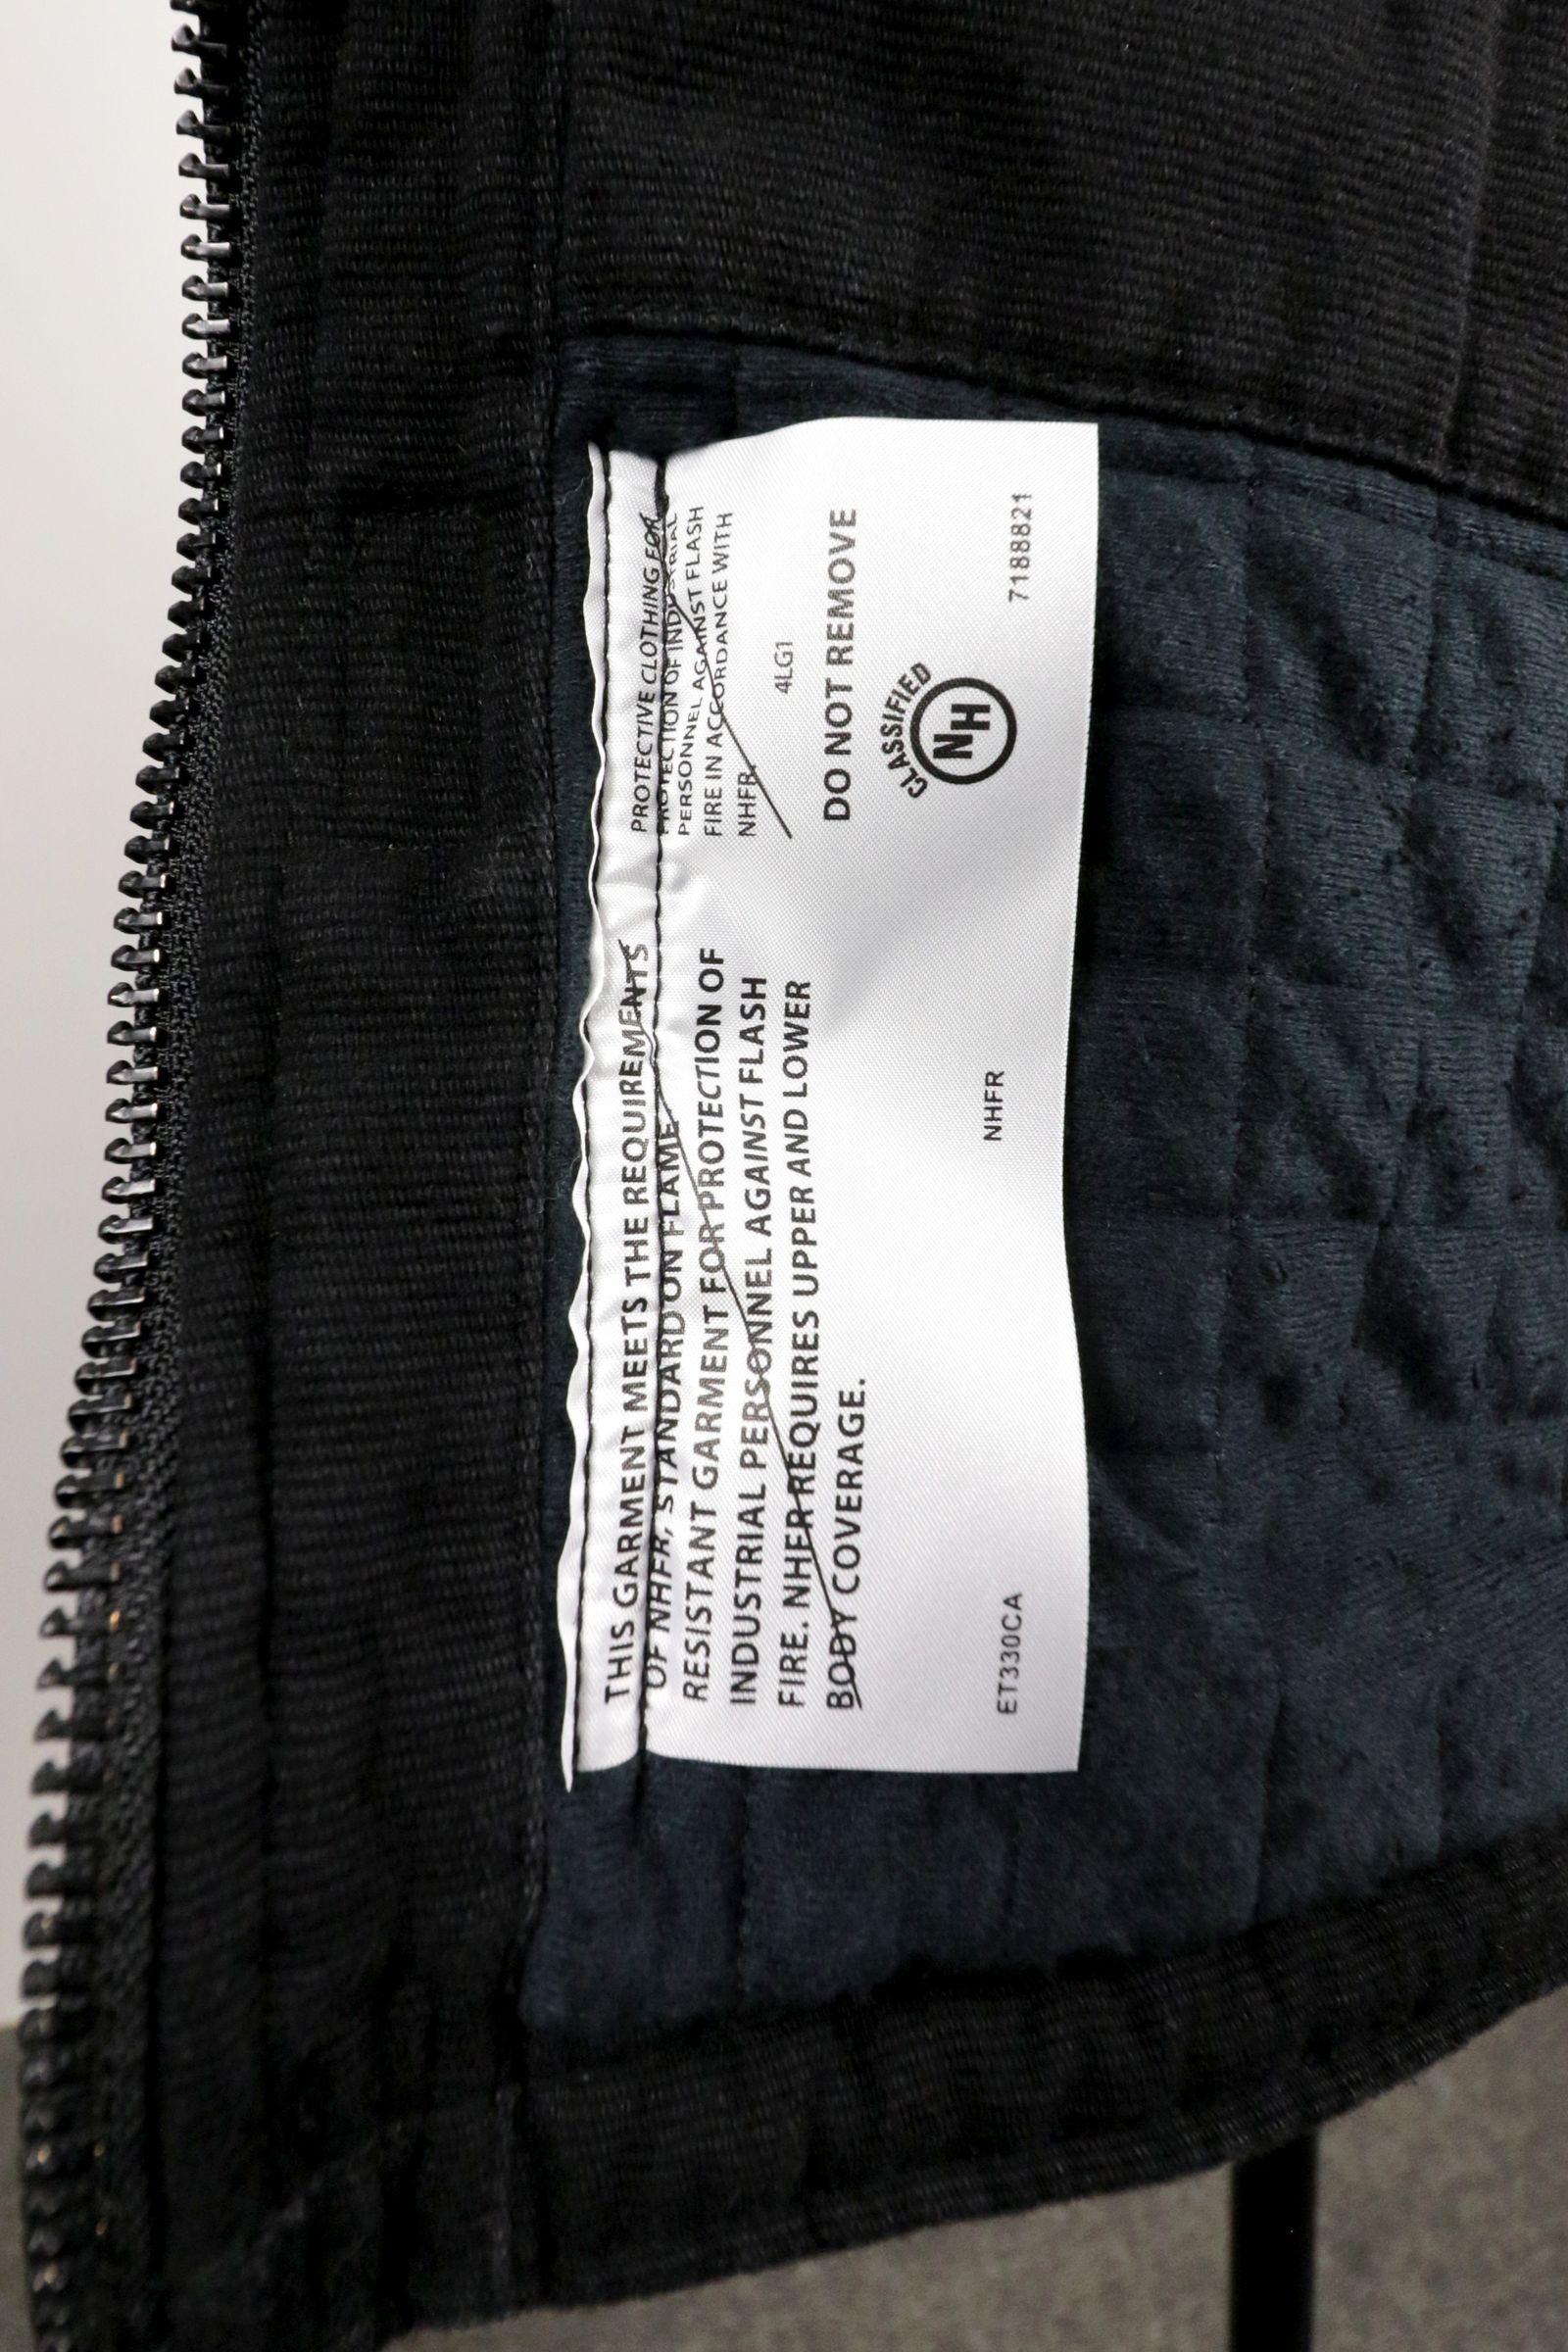 THIS GARMENT MEETS THE REQUIREMENTS
OF NHFR, STANDARD ON FLAME
RESISTANT GARMENT FOR PROTECTION OF
INDUSTRIAL PERSONNEL AGAINST FLASH
FIRE. NHFR REQUIRES UPPER AND LOWER
BODY COVERAGE.
NHFR
ET330CA
PROTECTIVE CLOTHING FOR
PROTECTION OF INDUSTRIAL
PERSONNEL AGAINST FLASH
FIRE IN ACCORDANCE WITH
NHFR.
4LG1
DO NOT REMOVE
CLASSIFIED
NH
7188821